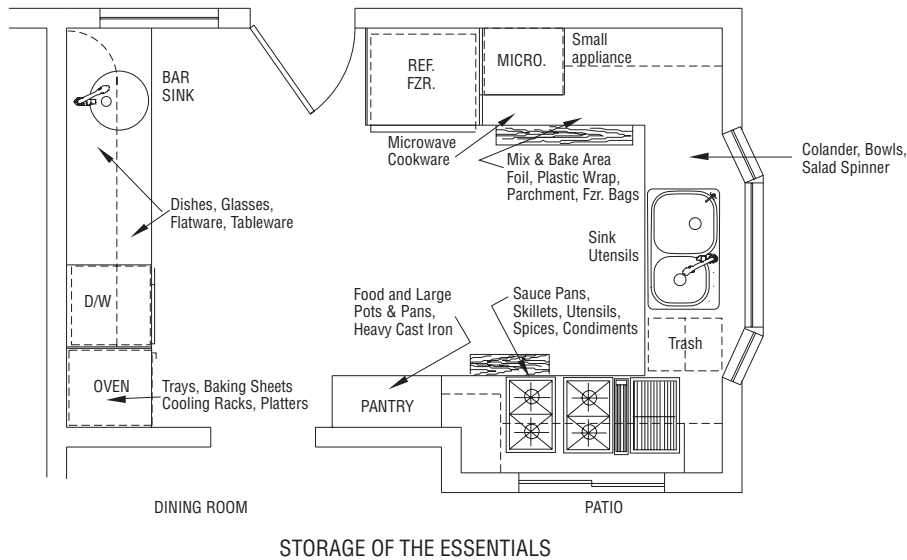 BAR
SINK
REF.
FZR.
MICRO.
Small
appliance
Microwave
Cookware
Mix & Bake Area
Foil, Plastic Wrap,
Parchment, Fzr. Bags
Colander, Bowls,
Salad Spinner
Dishes, Glasses,
Flatware, Tableware
Sink
Utensils
D/W
Food and Large
Pots & Pans,
Heavy Cast Iron
Sauce Pans,
Skillets, Utensils,
Spices, Condiments
Trash
OVEN
Trays, Baking Sheets
Cooling Racks, Platters
PANTRY
DINING ROOM
PATIO
STORAGE OF THE ESSENTIALS